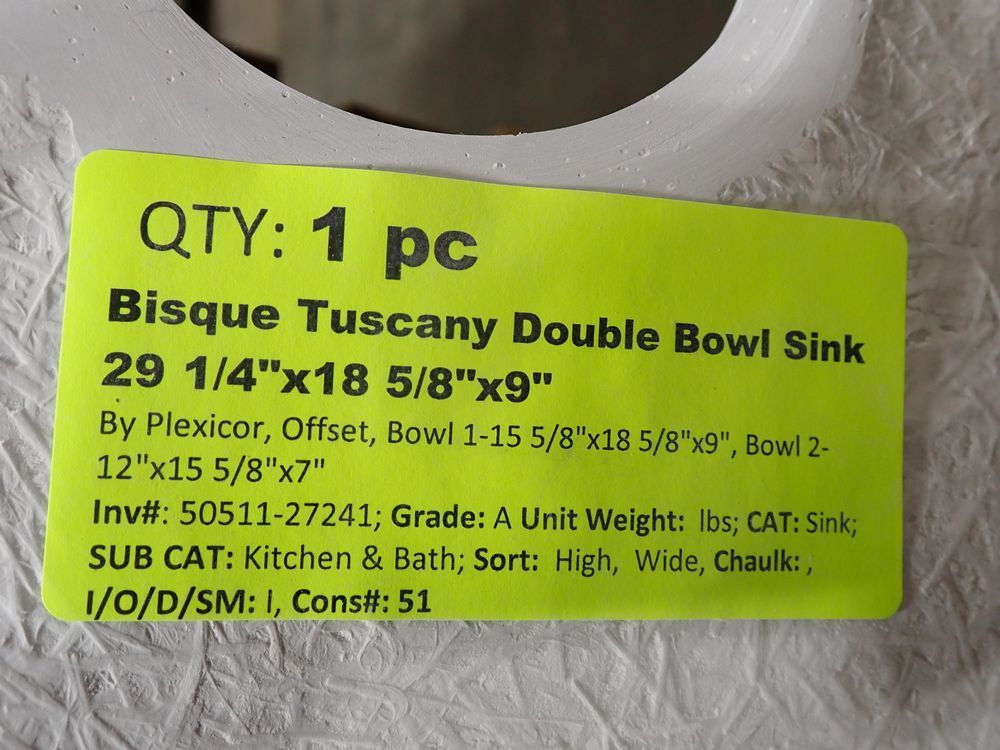 QTY: 1 pc
Bisque Tuscany Double Bowl Sink
29 1/4"x18 5/8"x9"
By Plexicor, Offset, Bowl 1-15 5/8"x18 5/8"x9", Bowl 2-
12"x15 5/8"x7"
Inv#: 50511-27241; Grade: A Unit Weight: lbs; CAT: Sink;
SUB CAT: Kitchen & Bath; Sort: High, Wide, Chaulk: ,
I/O/D/SM: I, Cons#: 51